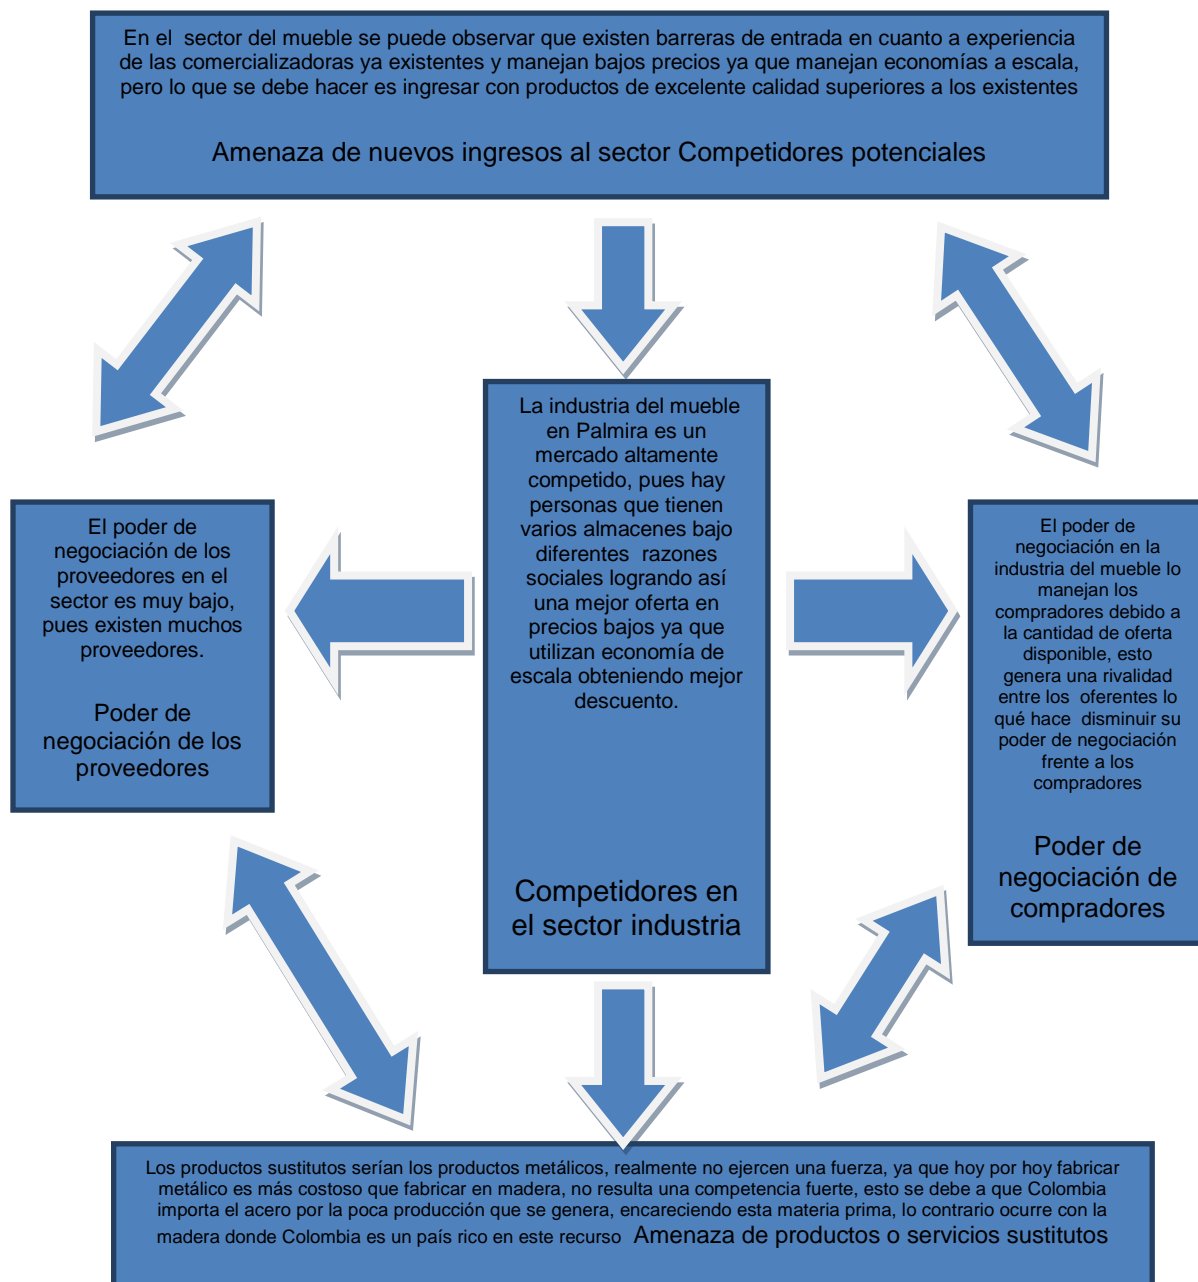 En el sector del mueble se puede observar que existen barreras de entrada en cuanto a experiencia
de las comercializadoras ya existentes y manejan bajos precios ya que manejan economías a escala,
pero lo que se debe hacer es ingresar con productos de excelente calidad superiores a los existentes
Amenaza de nuevos ingresos al sector Competidores potenciales
El poder de
negociación de los
proveedores en el
sector es muy bajo,
pues existen muchos
proveedores.
Poder de
negociación de los
proveedores
La industria del mueble
en Palmira es un
mercado altamente
competido, pues hay
personas que tienen
varios almacenes bajo
diferentes razones
sociales logrando así
una mejor oferta en
precios bajos ya que
utilizan economía de
escala obteniendo mejor
descuento.
Competidores en
el sector industria
El poder de
negociación en la
industria del mueble lo
manejan los
compradores debido a
la cantidad de oferta
disponible, esto
genera una rivalidad
entre los oferentes lo
qué hace disminuir su
poder de negociación
frente a los
compradores
Poder de
negociación de
compradores
Los productos sustitutos serían los productos metálicos, realmente no ejercen una fuerza, ya que hoy por hoy fabricar
metálico es más costoso que fabricar en madera, no resulta una competencia fuerte, esto se debe a que Colombia
importa el acero por la poca producción que se genera, encareciendo esta materia prima, lo contrario ocurre con la
madera donde Colombia es un país rico en este recurso Amenaza de productos o servicios sustitutos